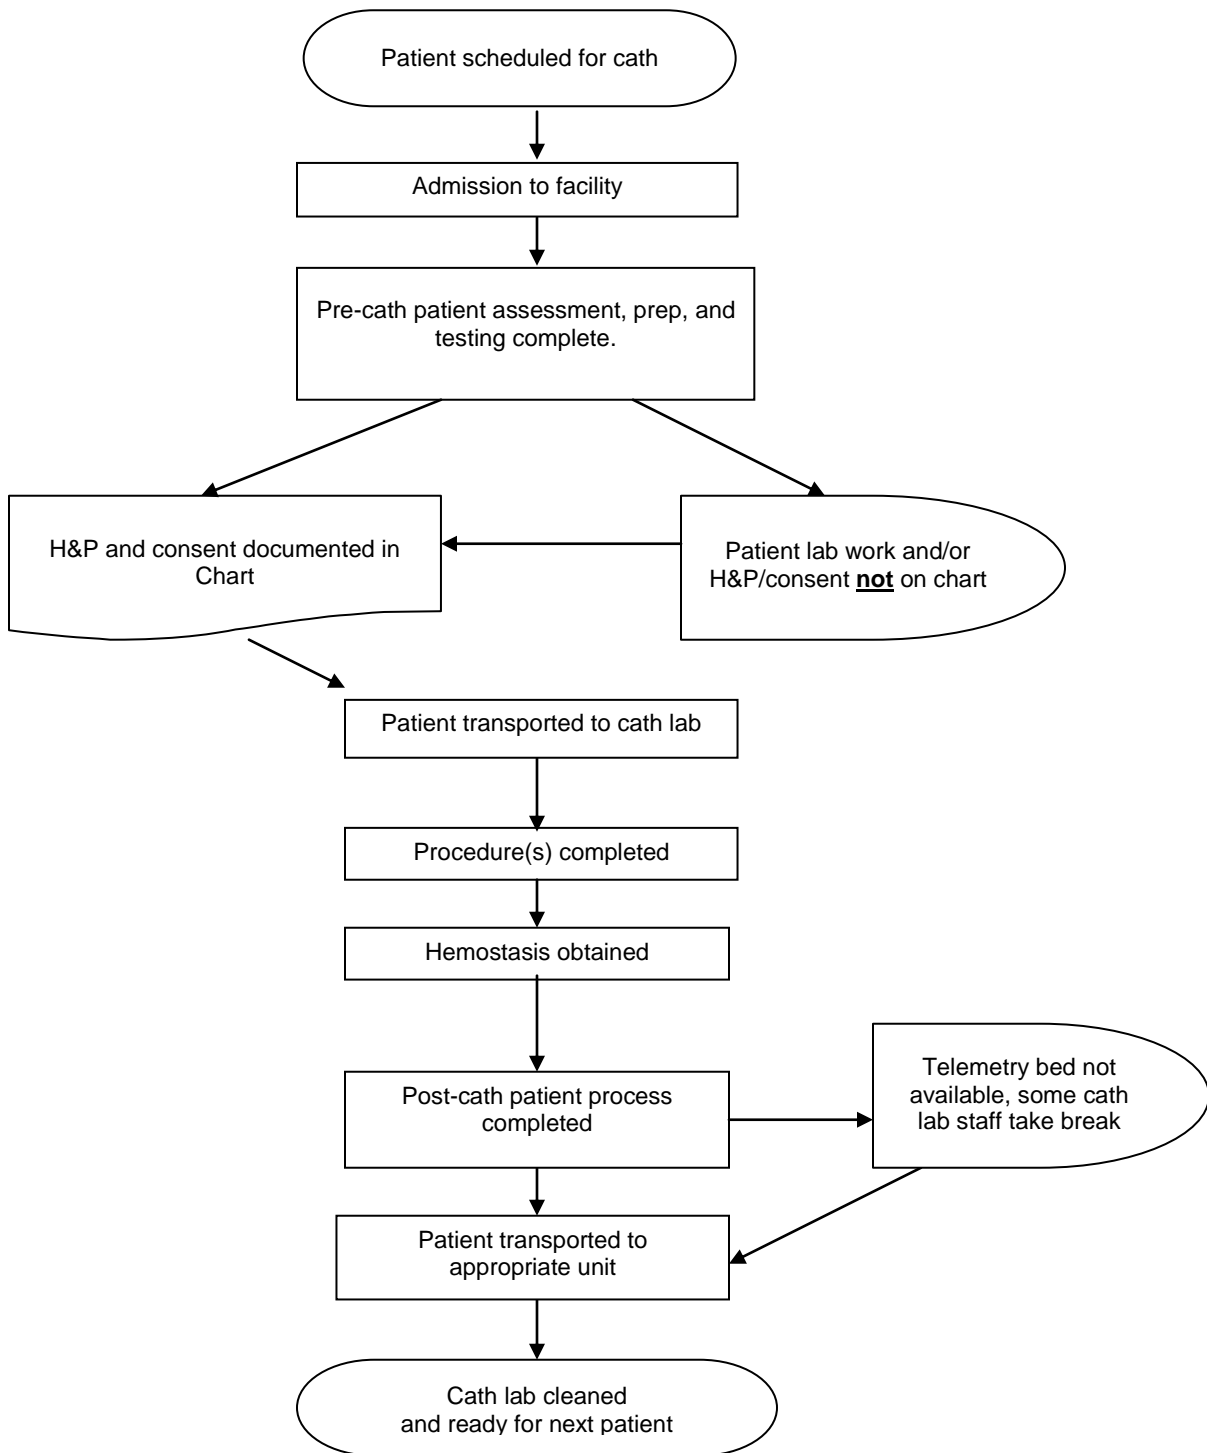 Patient scheduled for cath
Admission to facility
Pre-cath patient assessment, prep, and
testing complete.
H&P and consent documented in
Chart
Patient lab work and/or
H&P/consent not on chart
Patient transported to cath lab
Procedure(s) completed
Hemostasis obtained
Post-cath patient process
completed
Telemetry bed not
available, some cath
lab staff take break
Patient transported to
appropriate unit
Cath lab cleaned
and ready for next patient